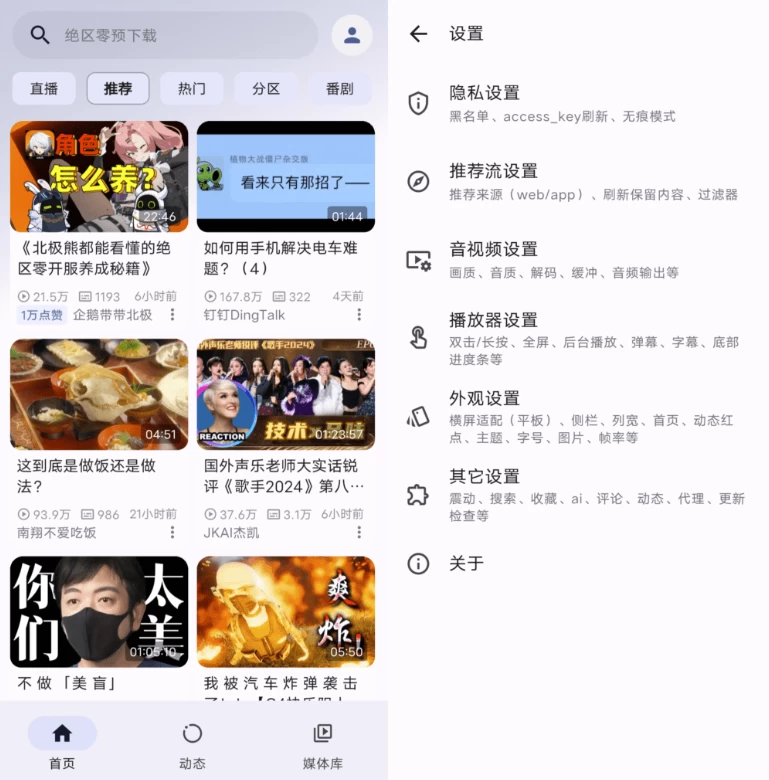 绝区零预下载
直播
推荐
热门
分区
番剧
角色
怎么养?
22:46
植物大战僵尸杂交版
看来只有那招了——
01:44
《北极熊都能看懂的绝
区零开服养成秘籍》
21.5万 1193 6小时前
1万点赞 企鹅带带北极
如何用手机解决电车难
题？（4）
167.8万 322 4天前
钉钉DingTalk
04:51
REACTION
技术
01:23:57
这到底是做饭还是做
法？
93.9万 986 21小时前
南翔不爱吃饭
国外声乐老师大实话锐
评《歌手2024》第八…
37.6万 3.1万 6小时前
JKAI杰凯
你们
太美
01:05:10
爽
炸
05:50
不做「美盲」
我被汽车炸弹袭击
首页
动态
媒体库
设置
隐私设置
黑名单、access_key刷新、无痕模式
推荐流设置
推荐来源（web/app）、刷新保留内容、过滤器
音视频设置
画质、音质、解码、缓冲、音频输出等
播放器设置
双击/长按、全屏、后台播放、弹幕、字幕、底部
进度条等
外观设置
横屏适配（平板）、侧栏、列宽、首页、动态红
点、主题、字号、图片、帧率等
其它设置
震动、搜索、收藏、ai、评论、动态、代理、更新
检查等
关于